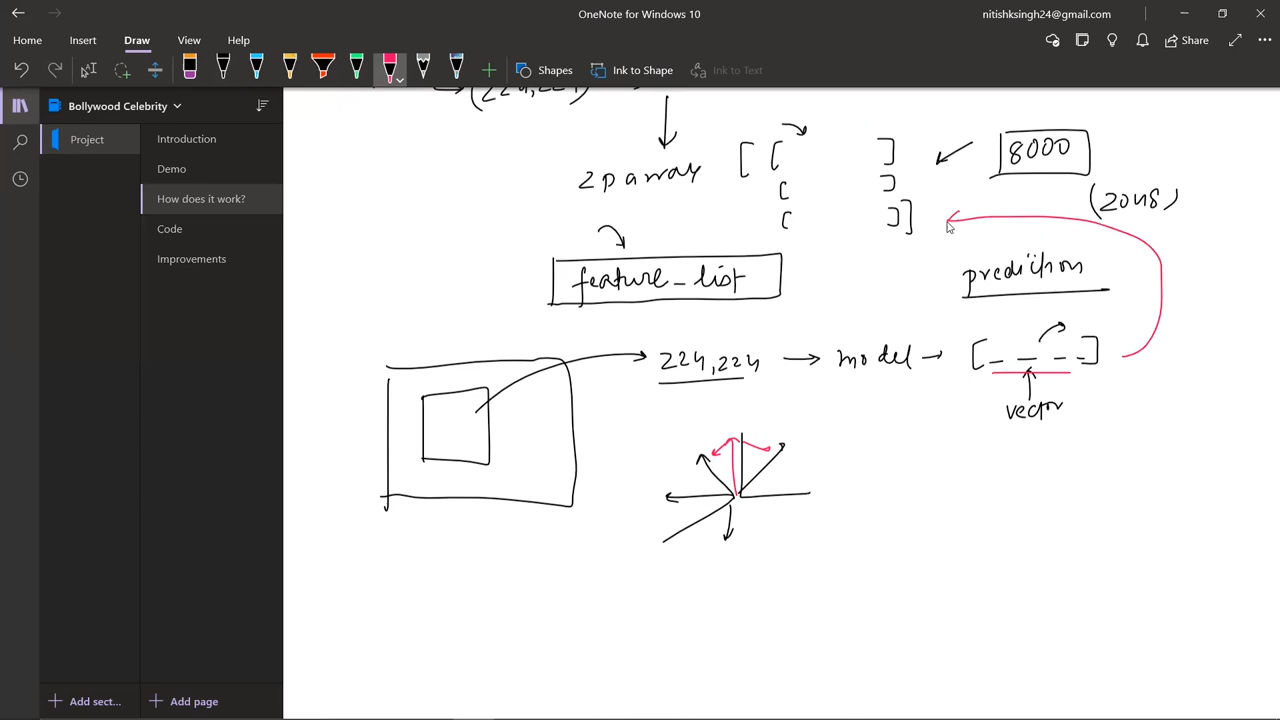 OneNote for Windows 10
nitishksingh24@gmail.com
Home Insert Draw View Help
Share
Shapes
Ink to Shape
Ink to Text
Bollywood Celebrity
Project
Introduction
Demo
How does it work?
Code
Improvements
→(224,224)
2D array [ [ ] 8000
[ ]
[ ]] (2048)
feature_list
prediction
224,224 → model → [_ _ _ _]
vector
Add sect...
Add page